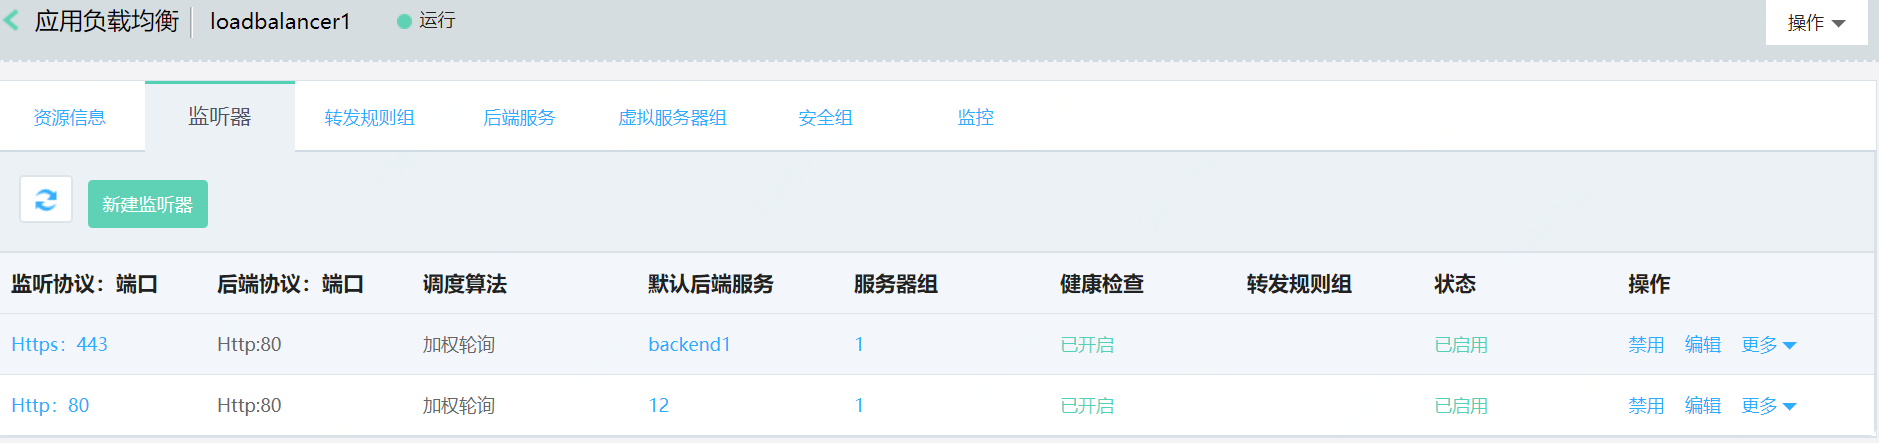 应用负载均衡 loadbalancer1 运行 操作
资源信息 监听器 转发规则组 后端服务 虚拟服务器组 安全组 监控
新建监听器
监听协议：端口 后端协议：端口 调度算法 默认后端服务 服务器组 健康检查 转发规则组 状态 操作
Https：443 Http:80 加权轮询 backend1 1 已开启 已启用 禁用 编辑 更多
Http：80 Http:80 加权轮询 12 1 已开启 已启用 禁用 编辑 更多